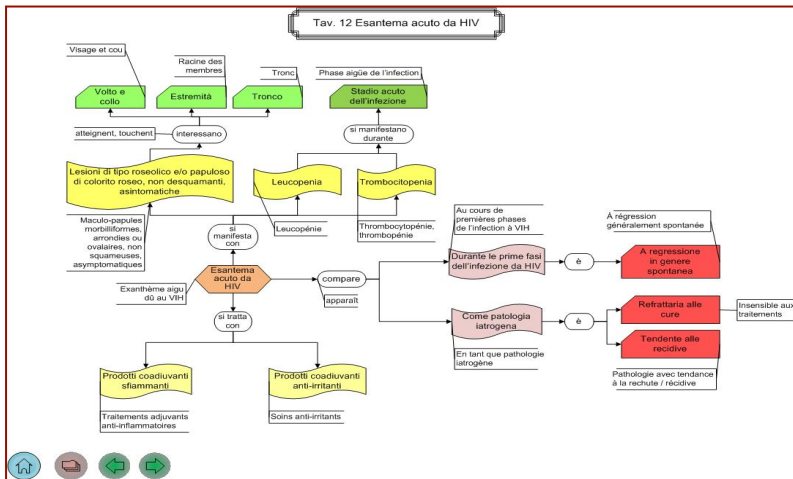 Tav. 12 Esantema acuto da HIV
Visage et cou
Racine des
membres
Tronc
Phase aigüe de l'infection
Volto e
collo
Estremità
Tronco
Stadio acuto
dell'infezione
atteignent, touchent
interessano
si manifestano
durante
Lesioni di tipo roseolico e/o papuloso
di colorito roseo, non desquamanti,
asintomatiche
Leucopenia
Trombocitopenia
Maculo-papules
morbilliformes,
arrondies ou
ovalaires, non
squameuses,
asymptomatiques
si
manifesta
con
Leucopénie
Thrombocytopénie,
thrombopénie
Au cours de
premières phases
de l'infection à VIH
À régression
généralement spontanée
Durante le prime fasi
dell'infezione da HIV
è
A regressione
in genere
spontanea
Exanthème aigu
dû au VIH
Esantema
acuto da
HIV
compare
apparaît
Come patologia
iatrogena
è
Refrattaria alle
cure
Insensible aux
traitements
Tendente alle
recidive
En tant que pathologie
iatrogène
Pathologie avec tendance
à la rechute / récidive
si tratta
con
Prodotti coadiuvanti
sfiammanti
Prodotti coadiuvanti
anti-irritanti
Traitements adjuvants
anti-inflammatoires
Soins anti-irritants